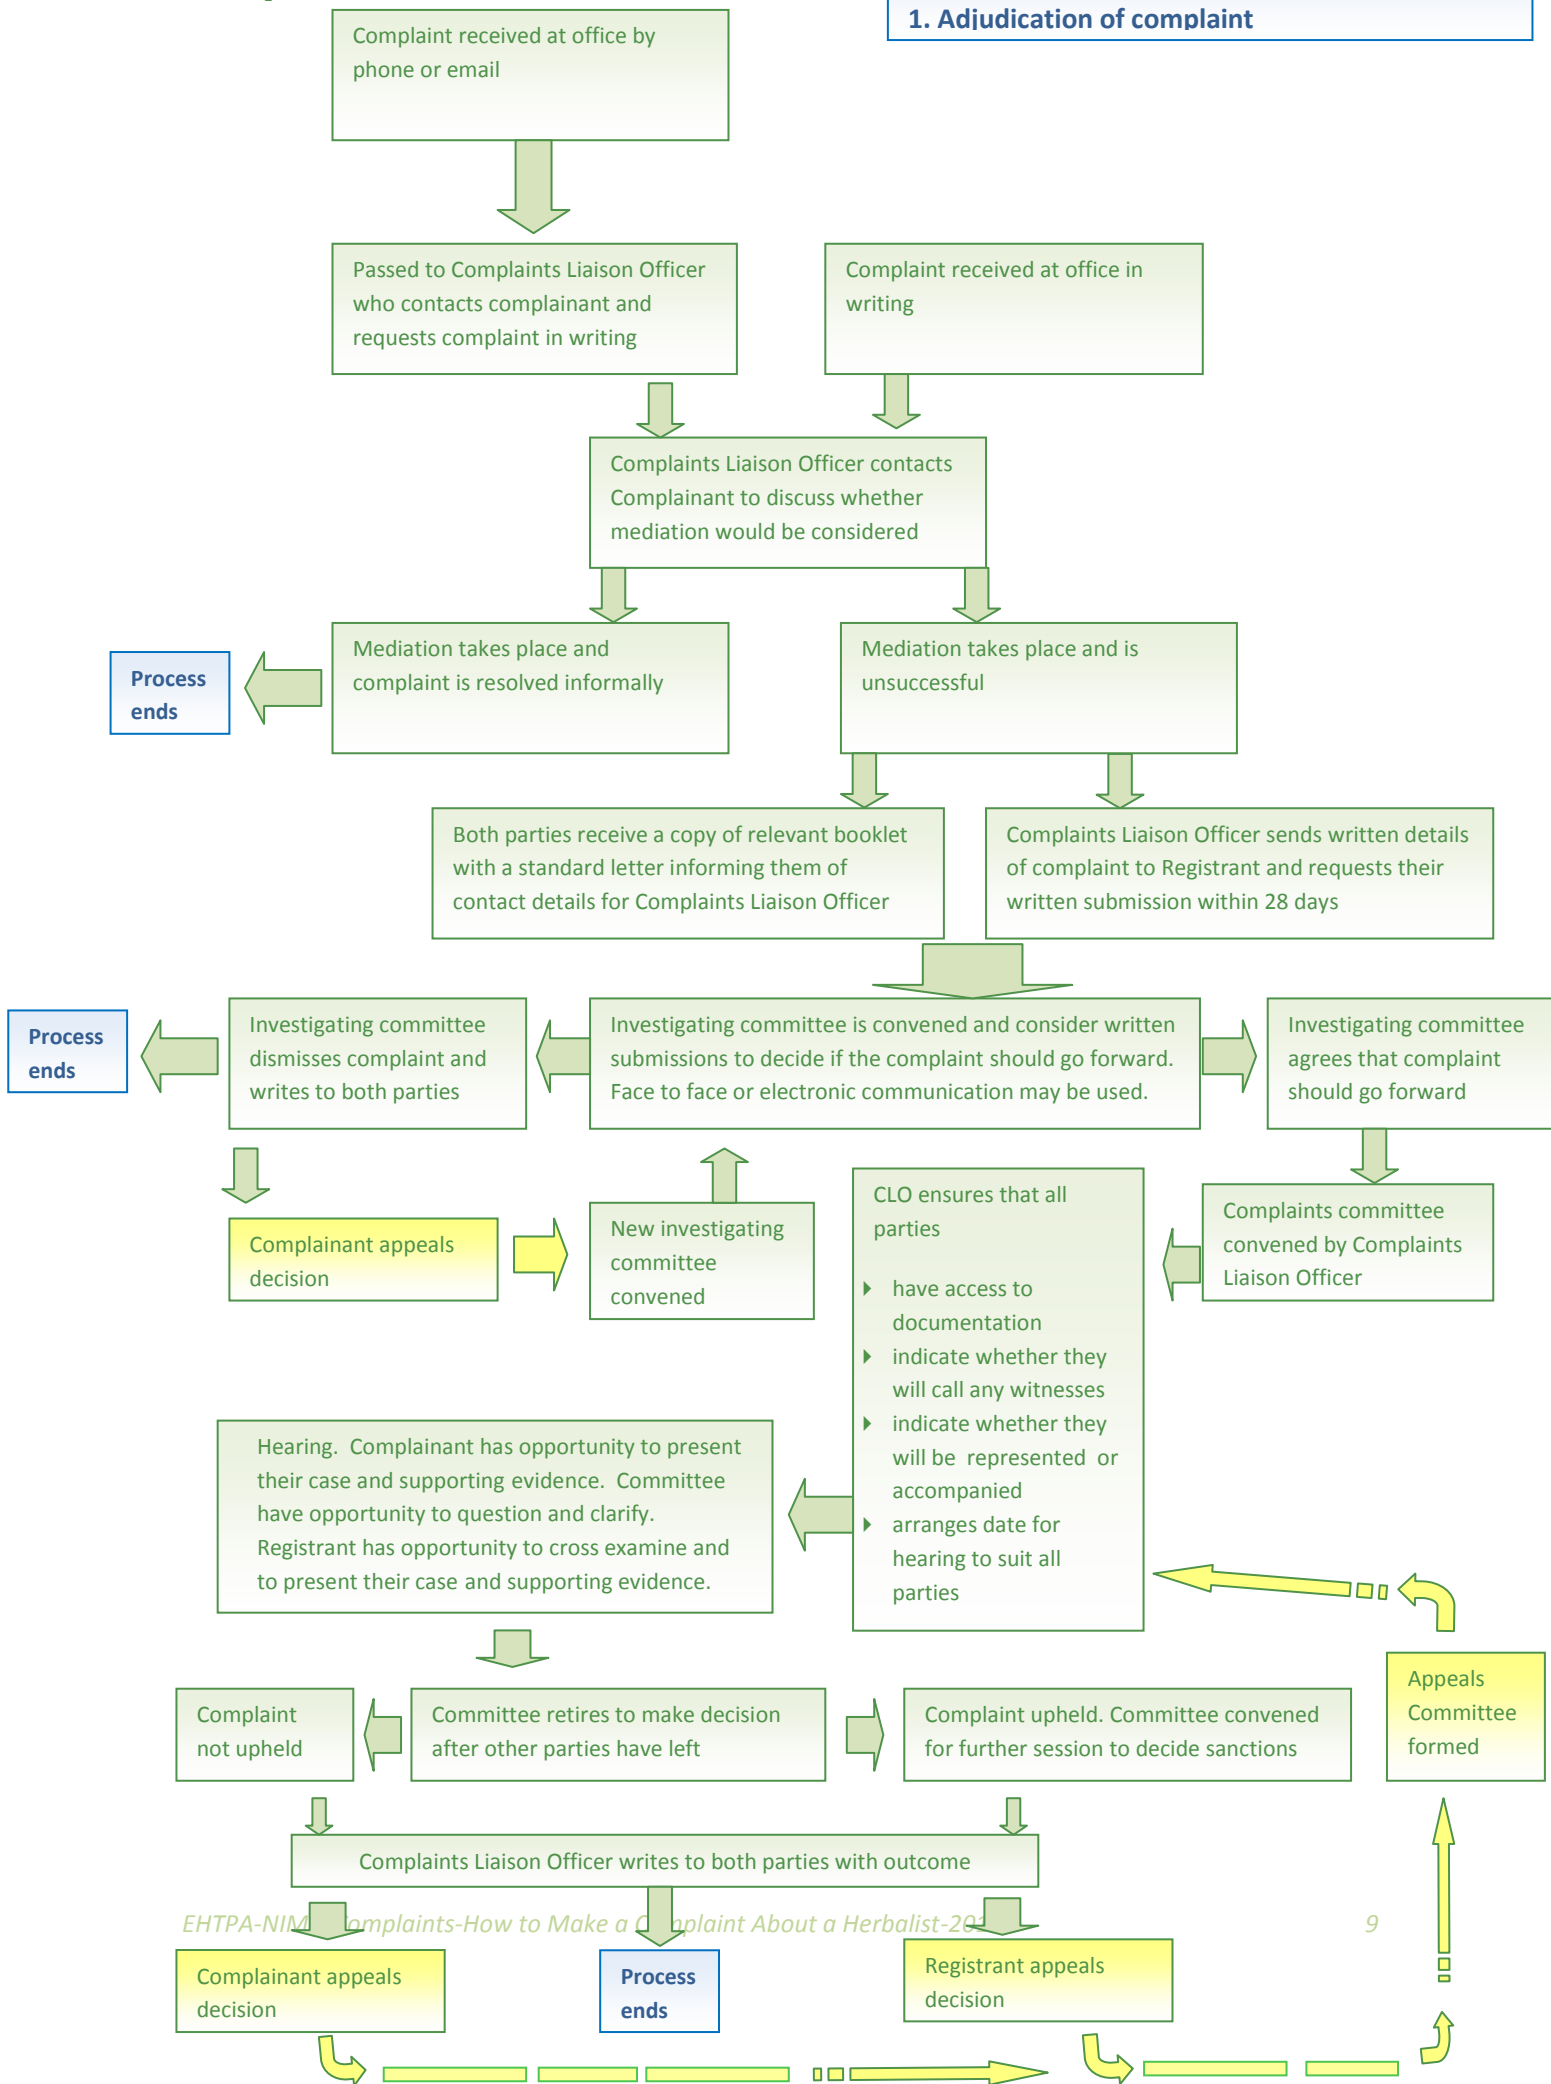 1. Adjudication of complaint
Complaint received at office by
phone or email
Passed to Complaints Liaison Officer
who contacts complainant and
requests complaint in writing
Complaint received at office in
writing
Complaints Liaison Officer contacts
Complainant to discuss whether
mediation would be considered
Process
ends
Mediation takes place and
complaint is resolved informally
Mediation takes place and is
unsuccessful
Both parties receive a copy of relevant booklet
with a standard letter informing them of
contact details for Complaints Liaison Officer
Complaints Liaison Officer sends written details
of complaint to Registrant and requests their
written submission within 28 days
Process
ends
Investigating committee
dismisses complaint and
writes to both parties
Investigating committee is convened and consider written
submissions to decide if the complaint should go forward.
Face to face or electronic communication may be used.
Investigating committee
agrees that complaint
should go forward
Complainant appeals
decision
New investigating
committee
convened
CLO ensures that all
parties
have access to
documentation
indicate whether they
will call any witnesses
indicate whether they
will be represented or
accompanied
arranges date for
hearing to suit all
parties
Complaints committee
convened by Complaints
Liaison Officer
Hearing. Complainant has opportunity to present
their case and supporting evidence. Committee
have opportunity to question and clarify.
Registrant has opportunity to cross examine and
to present their case and supporting evidence.
Appeals
Committee
formed
Complaint
not upheld
Committee retires to make decision
after other parties have left
Complaint upheld. Committee convened
for further session to decide sanctions
Complaints Liaison Officer writes to both parties with outcome
Make a Complaint About a Herbalist 9
Complainant appeals
decision
Process
ends
Registrant appeals
decision